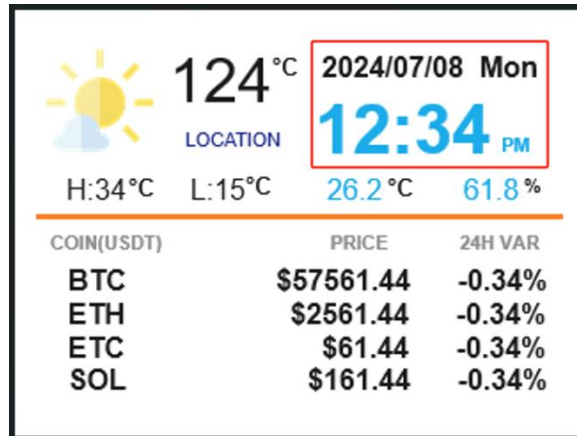 124°C
LOCATION
2024/07/08 Mon
12:34 PM
H:34°C L:15°C 26.2°C 61.8%
COIN(USDT) PRICE 24H VAR
BTC $57561.44 -0.34%
ETH $2561.44 -0.34%
ETC $61.44 -0.34%
SOL $161.44 -0.34%